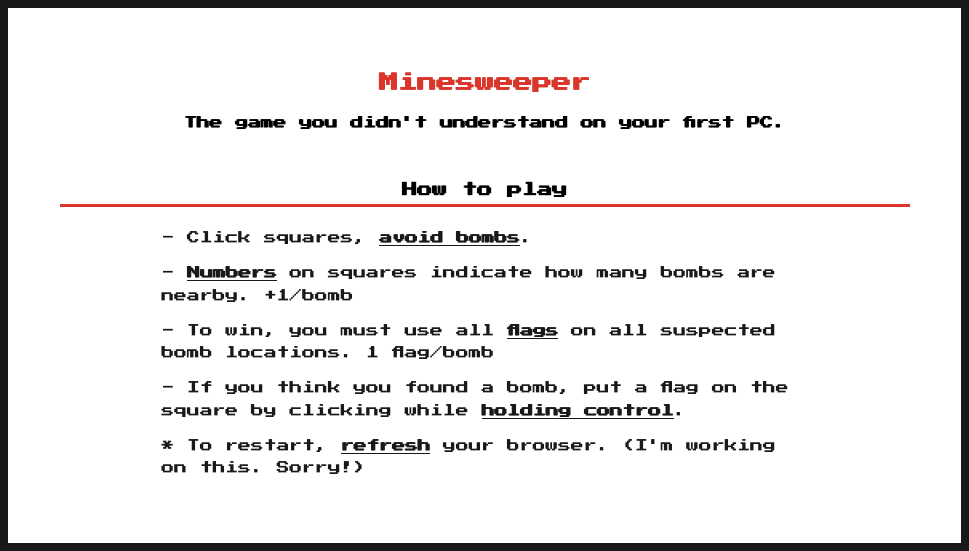 Minesweeper
The game you didn't understand on your first PC.
How to play
- Click squares, avoid bombs.
- Numbers on squares indicate how many bombs are
nearby. +1/bomb
- To win, you must use all flags on all suspected
bomb locations. 1 flag/bomb
- If you think you found a bomb, put a flag on the
square by clicking while holding control.
* To restart, refresh your browser. (I'm working
on this. Sorry!)